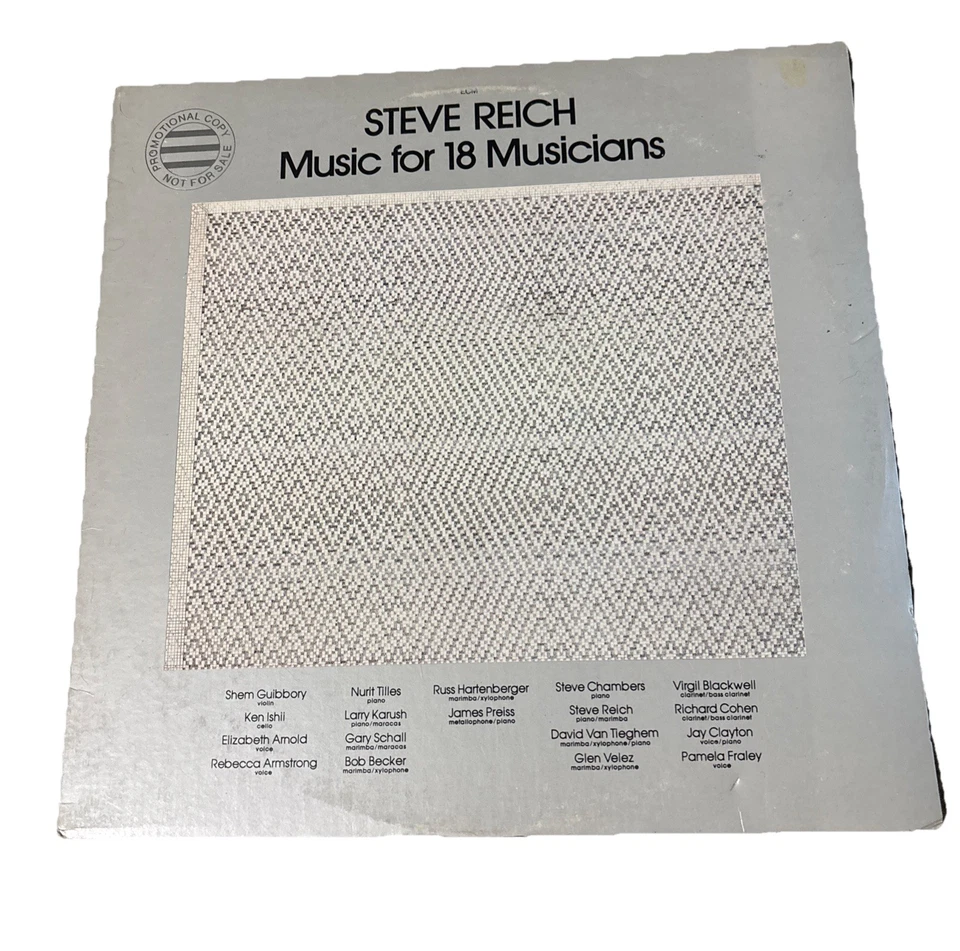 ECM
STEVE REICH
Music for 18 Musicians
PROMOTIONAL COPY
NOT FOR SALE
Shem Guibbory
violin
Ken Ishii
cello
Elizabeth Arnold
voice
Rebecca Armstrong
voice
Nurit Tilles
piano
Larry Karush
piano/maracas
Gary Schall
marimba/maracas
Bob Becker
marimba/xylophone
Russ Hartenberger
marimba/xylophone
James Preiss
metallophone/piano
Steve Chambers
piano
Steve Reich
piano/marimba
David Van Tieghem
marimba/xylophone/piano
Glen Velez
marimba/xylophone
Virgil Blackwell
clarinet/bass clarinet
Richard Cohen
clarinet/bass clarinet
Jay Clayton
voice/piano
Pamela Fraley
voice